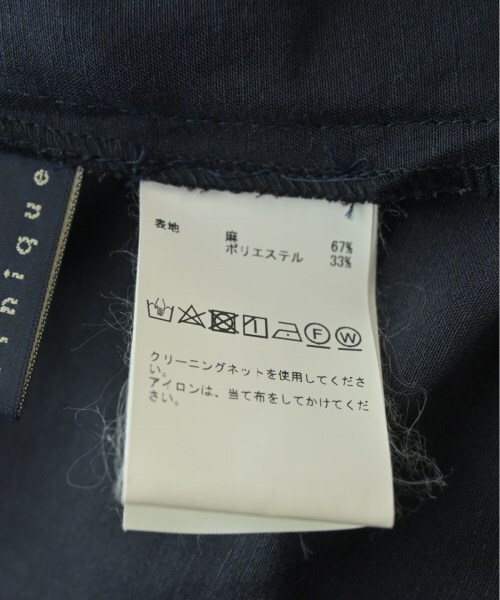 nique
表地 麻 67%
ポリエステル 33%
F W
クリーニングネットを使用してくださ
い。
アイロンは、当て布をしてかけてくだ
さい。